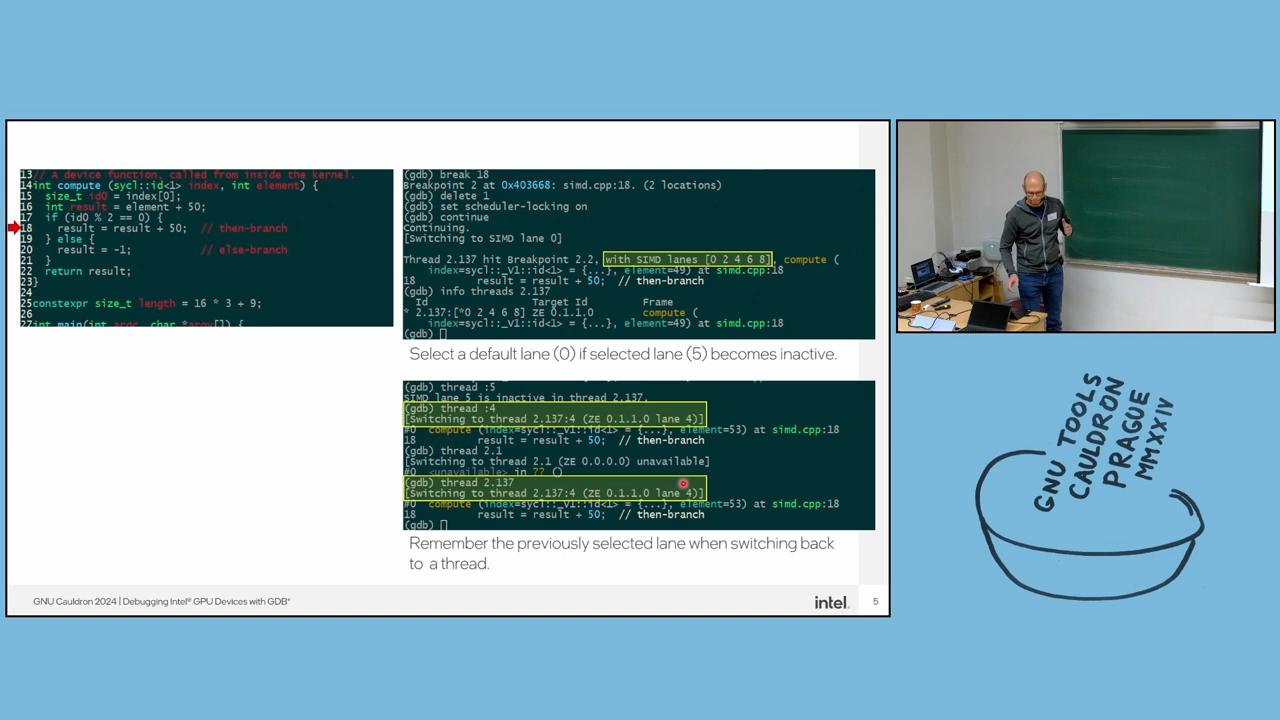 13// A device function, called from inside the kernel.
14int compute (sycl::id<1> index, int element) {
15  size_t id0 = index[0];
16  int result = element + 50;
17  if (id0 % 2 == 0) {
18    result = result + 50;  // then-branch
19  } else {
20    result = -1;           // else-branch
21  }
22  return result;
23}
25constexpr size_t length = 16 * 3 + 9;
26
27int main(int argc, char *argv[]) {
(gdb) break 18
Breakpoint 2 at 0x403668: simd.cpp:18. (2 locations)
(gdb) delete 1
(gdb) set scheduler-locking on
(gdb) continue
Continuing.
[Switching to SIMD lane 0]
Thread 2.137 hit Breakpoint 2.2, with SIMD lanes [0 2 4 6 8], compute (
    index=sycl::_V1::id<1> = {...}, element=49) at simd.cpp:18
18          result = result + 50;  // then-branch
(gdb) info threads 2.137
  Id                Target Id         Frame
* 2.137:[*0 2 4 6 8] ZE 0.1.1.0       compute (
    index=sycl::_V1::id<1> = {...}, element=49) at simd.cpp:18
(gdb)
Select a default lane (0) if selected lane (5) becomes inactive.
(gdb) thread :5
SIMD lane 5 is inactive in thread 2.137.
(gdb) thread :4
[Switching to thread 2.137:4 (ZE 0.1.1.0 lane 4)]
#0  compute (index=sycl::_V1::id<1> = {...}, element=53) at simd.cpp:18
18          result = result + 50;  // then-branch
(gdb) thread 2.1
[Switching to thread 2.1 (ZE 0.0.0.0) unavailable]
#0  <unavailable> in ?? ()
(gdb) thread 2.137
[Switching to thread 2.137:4 (ZE 0.1.1.0 lane 4)]
#0  compute (index=sycl::_V1::id<1> = {...}, element=53) at simd.cpp:18
18          result = result + 50;  // then-branch
(gdb)
Remember the previously selected lane when switching back
to a thread.
GNU Cauldron 2024 | Debugging Intel® GPU Devices with GDB*
intel.
5
GNU TOOLS
CAULDRON
PRAGUE
MMXXIV